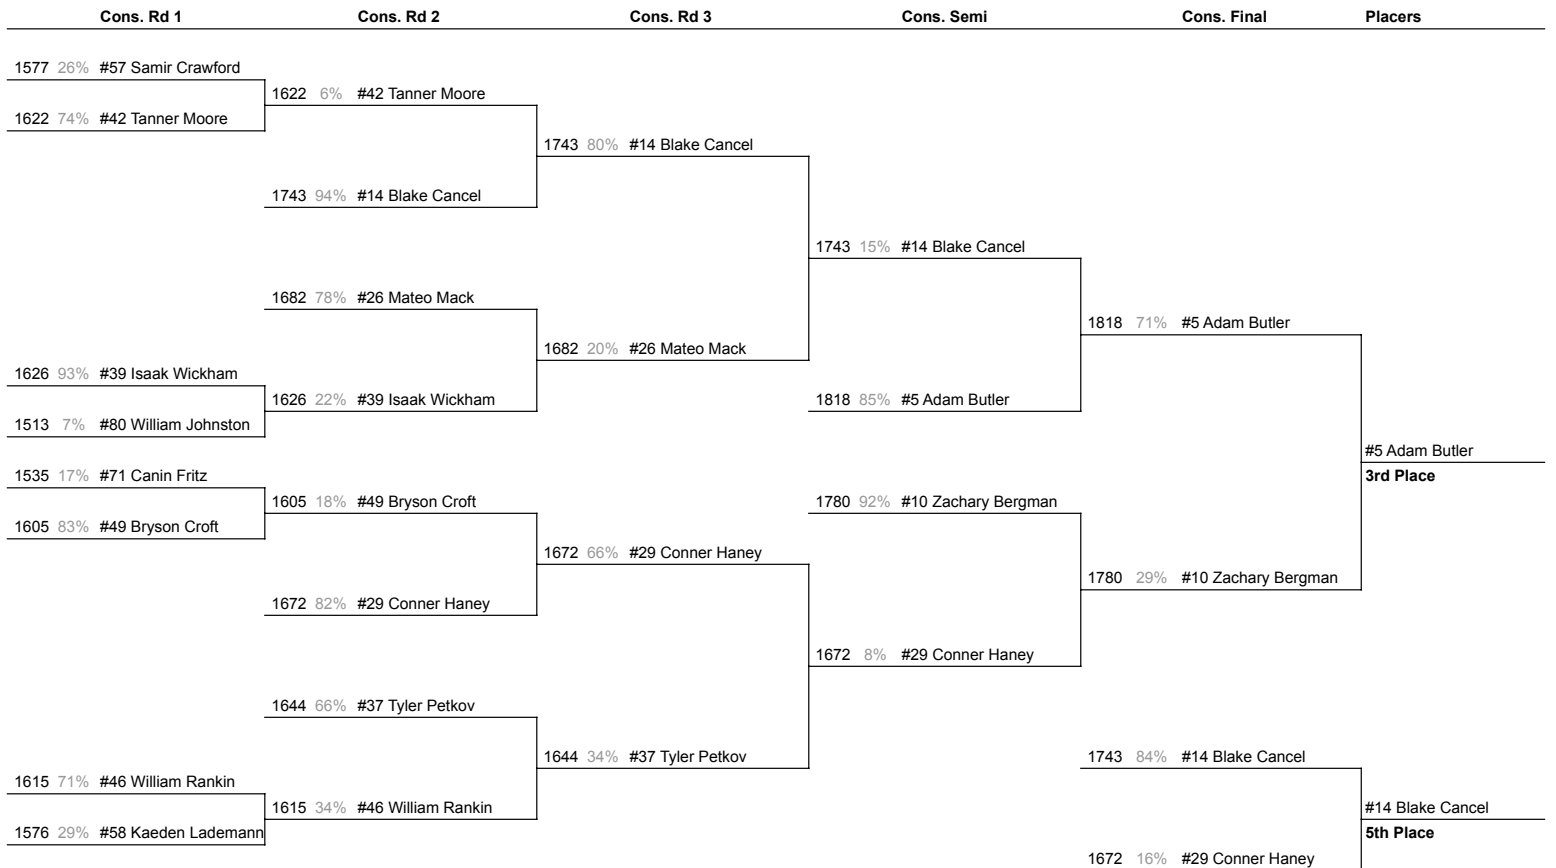 Cons. Rd 1 Cons. Rd 2 Cons. Rd 3 Cons. Semi Cons. Final Placers
1577 26% #57 Samir Crawford
1622 6% #42 Tanner Moore
1622 74% #42 Tanner Moore
1743 80% #14 Blake Cancel
1743 94% #14 Blake Cancel
1743 15% #14 Blake Cancel
1682 78% #26 Mateo Mack
1818 71% #5 Adam Butler
1682 20% #26 Mateo Mack
1626 93% #39 Isaak Wickham
1626 22% #39 Isaak Wickham
1818 85% #5 Adam Butler
1513 7% #80 William Johnston
#5 Adam Butler
1535 17% #71 Canin Fritz
3rd Place
1605 18% #49 Bryson Croft
1780 92% #10 Zachary Bergman
1605 83% #49 Bryson Croft
1672 66% #29 Conner Haney
1780 29% #10 Zachary Bergman
1672 82% #29 Conner Haney
1672 8% #29 Conner Haney
1644 66% #37 Tyler Petkov
1644 34% #37 Tyler Petkov
1743 84% #14 Blake Cancel
1615 71% #46 William Rankin
1615 34% #46 William Rankin
#14 Blake Cancel
1576 29% #58 Kaeden Lademann
5th Place
1672 16% #29 Conner Haney